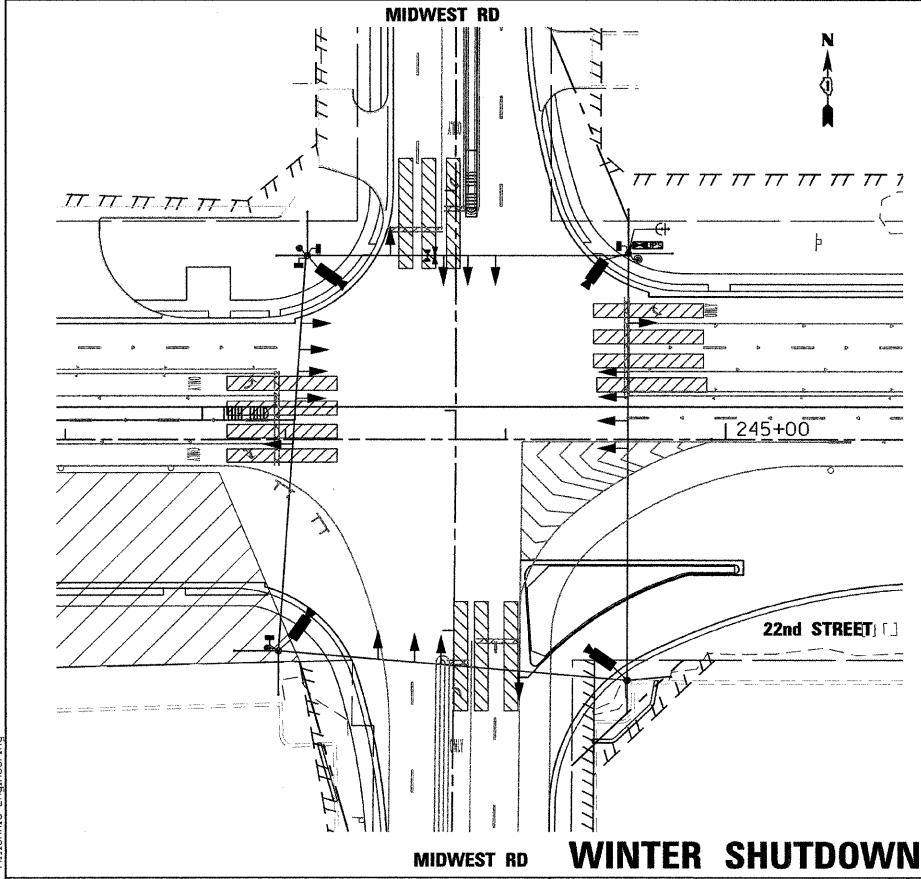 MIDWEST RD
N
245+00
22nd STREET
MIDWEST RD
WINTER SHUTDOWN